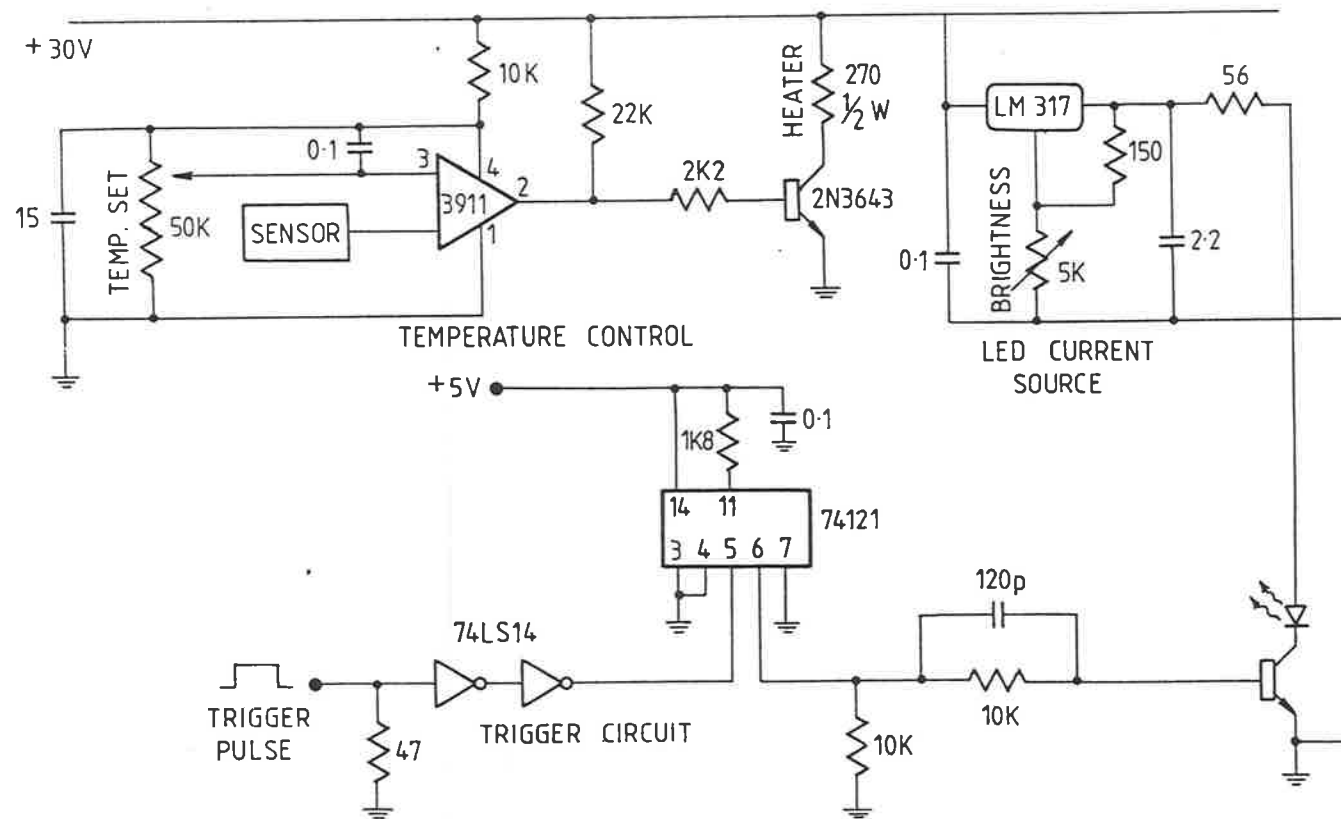 + 30V
10K
22K
HEATER
270
1/2 W
LM 317
56
0·1
3
4
150
TEMP. SET
50K
15
3911
2
2K2
2N3643
SENSOR
1
BRIGHTNESS
5K
0·1
2·2
TEMPERATURE CONTROL
LED CURRENT
SOURCE
+5V
0·1
1K8
14 11
74121
3 4 5 6 7
120p
74LS14
10K
TRIGGER
PULSE
47
TRIGGER CIRCUIT
10K